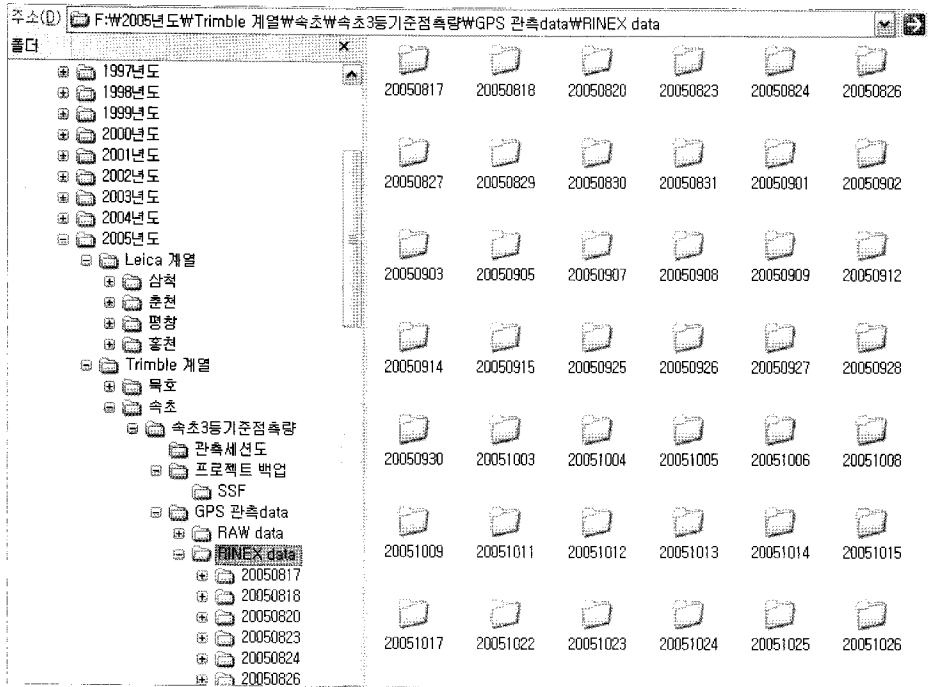 주소(D) F:₩2005년도₩Trimble 계열₩속초₩속초3등기준점측량₩GPS 관측data₩RINEX data
폴더
1997년도
1998년도
1999년도
2000년도
2001년도
2002년도
2003년도
2004년도
2005년도
Leica 계열
삼척
춘천
평창
홍천
Trimble 계열
묵호
속초
속초3등기준점측량
관측세션도
프로젝트 백업
SSF
GPS 관측data
RAW data
RINEX data
20050817
20050818
20050820
20050823
20050824
20050826
20050817 20050818 20050820 20050823 20050824 20050826
20050827 20050829 20050830 20050831 20050901 20050902
20050903 20050905 20050907 20050908 20050909 20050912
20050914 20050915 20050925 20050926 20050927 20050928
20050930 20051003 20051004 20051005 20051006 20051008
20051009 20051011 20051012 20051013 20051014 20051015
20051017 20051022 20051023 20051024 20051025 20051026